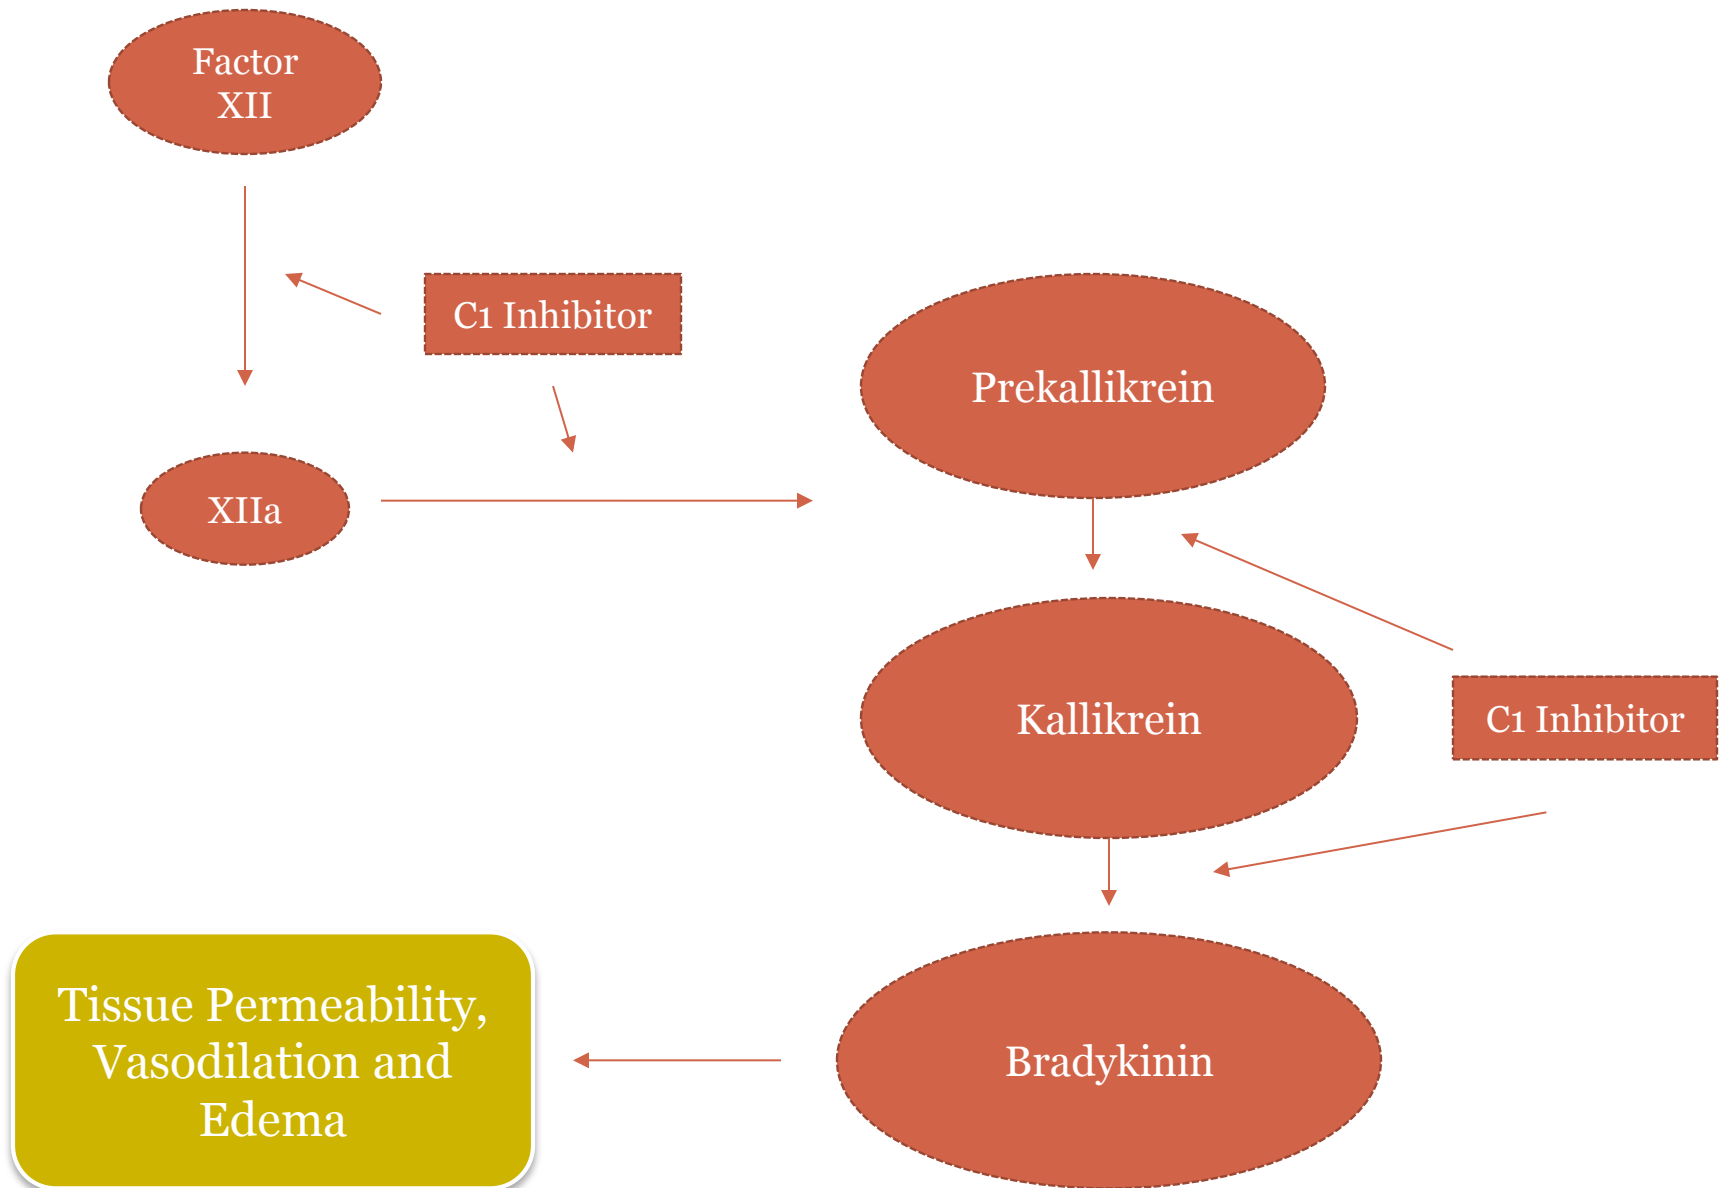 Factor
XII
C1 Inhibitor
Prekallikrein
XIIa
Kallikrein
C1 Inhibitor
Tissue Permeability,
Vasodilation and
Edema
Bradykinin